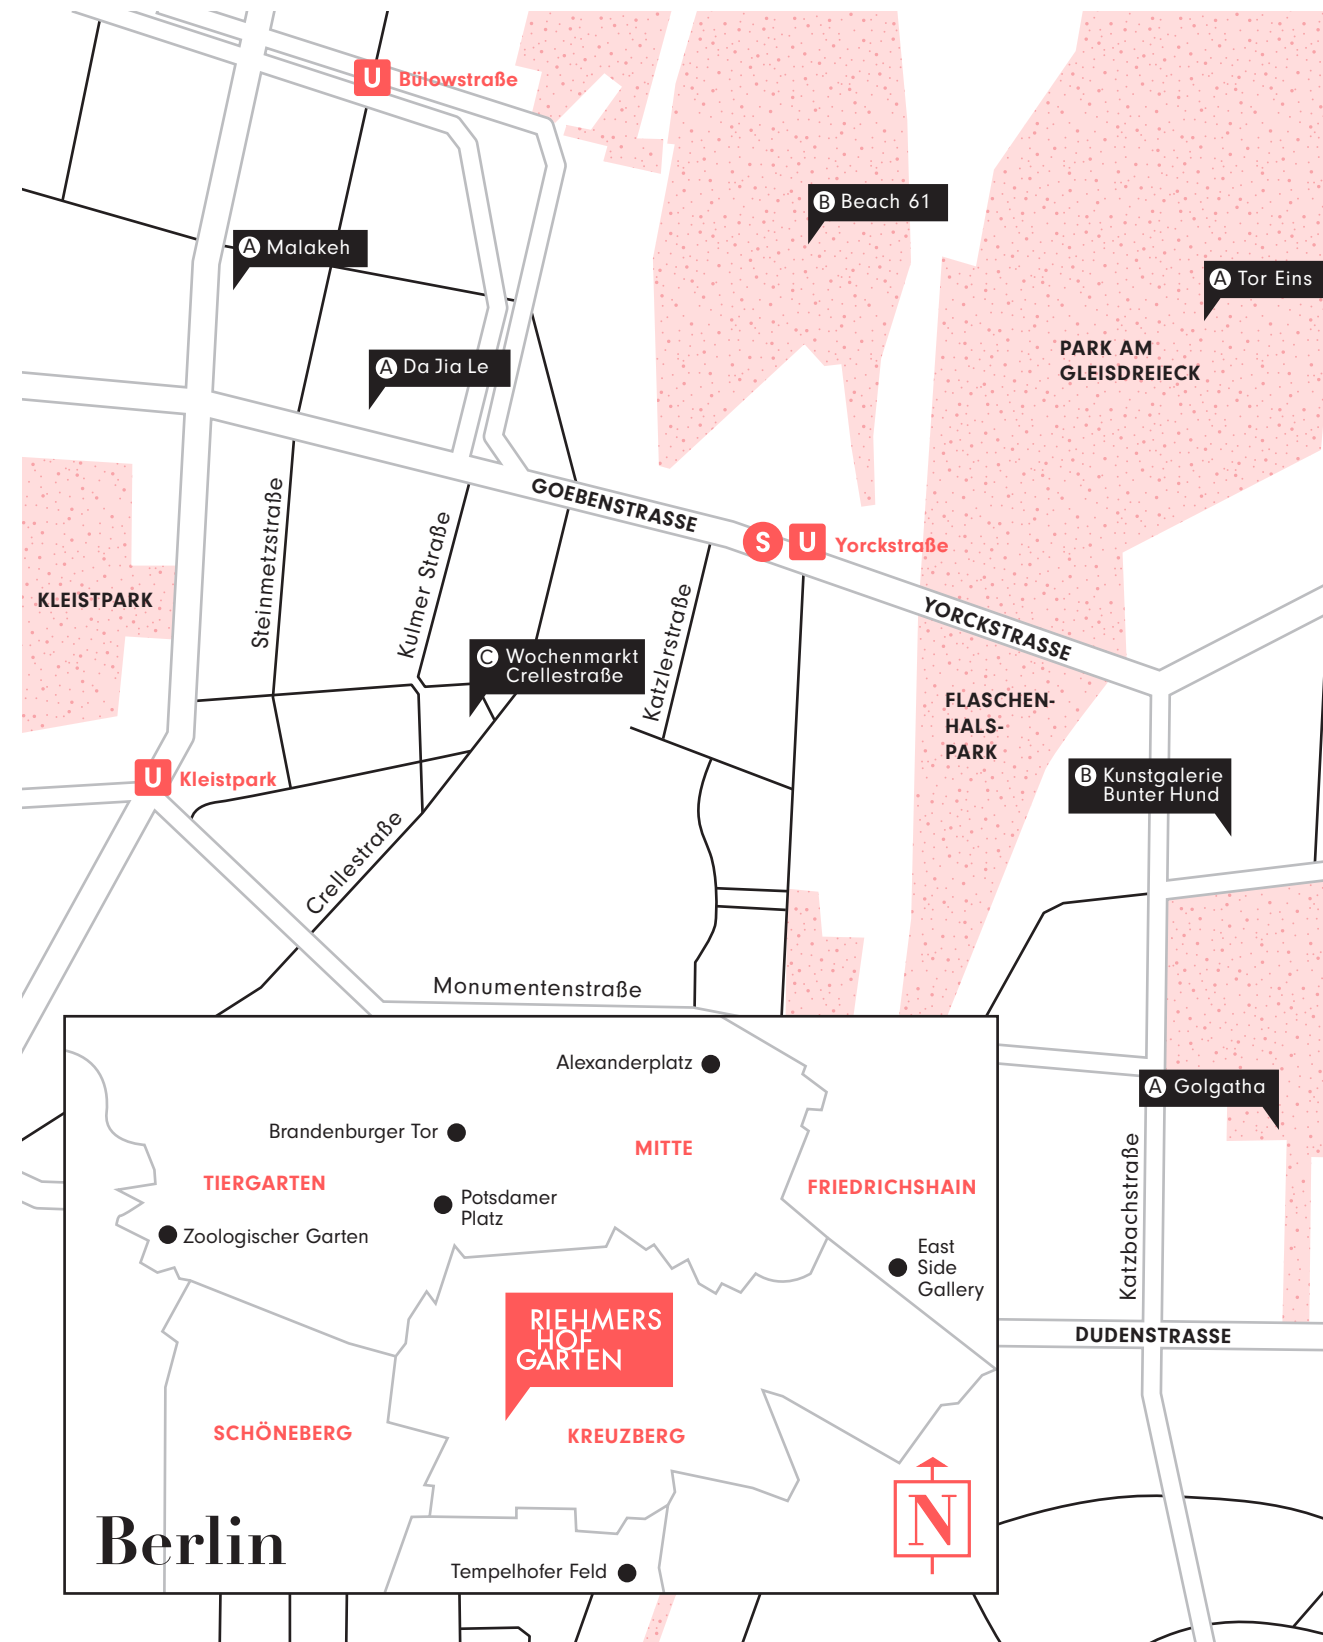 U Bülowstraße
B Beach 61
A Malakeh
A Tor Eins
PARK AM
GLEISDREIECK
A Da Jia Le
GOEBENSTRASSE
S U Yorckstraße
Steinmetzstraße
Kulmer Straße
Katzlerstraße
KLEISTPARK
YORCKSTRASSE
C Wochenmarkt
Crellestraße
FLASCHEN-
HALS-
PARK
U Kleistpark
B Kunstgalerie
Bunter Hund
Crellestraße
Monumentenstraße
A Golgatha
Katzbachstraße
DUDENSTRASSE
Alexanderplatz
Brandenburger Tor
MITTE
TIERGARTEN
FRIEDRICHSHAIN
Potsdamer
Platz
Zoologischer Garten
East
Side
Gallery
RIEHMERS
HOF
GARTEN
SCHÖNEBERG
KREUZBERG
N
Berlin
Tempelhofer Feld